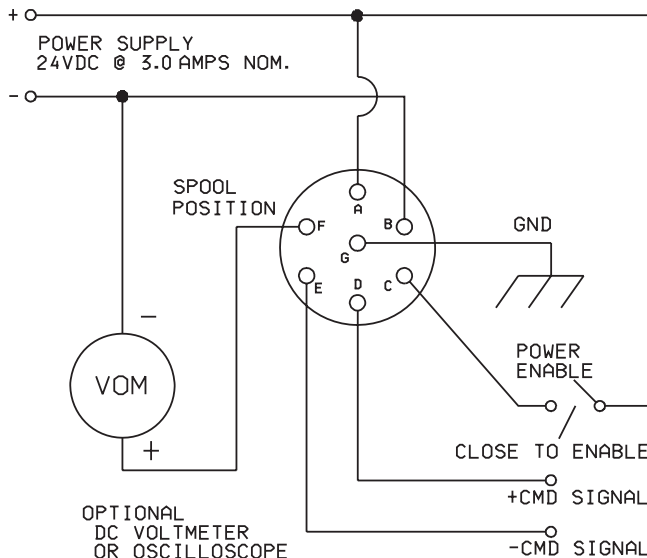 +
POWER SUPPLY
24VDC @ 3.0 AMPS NOM.
-
SPOOL
POSITION
A
B
F
G
GND
E
D
C
-
VOM
+
POWER
ENABLE
CLOSE TO ENABLE
+CMD SIGNAL
OPTIONAL
DC VOLTMETER
OR OSCILLOSCOPE
-CMD SIGNAL